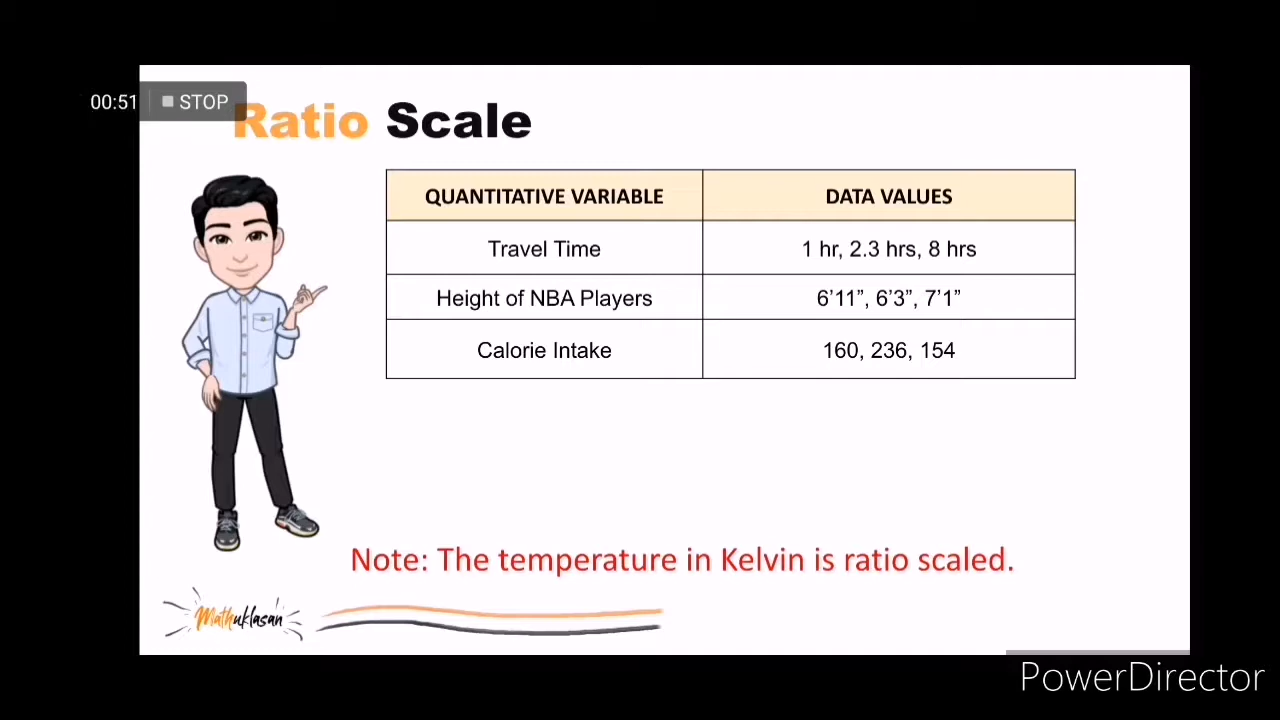 00:51 STOP
Ratio Scale
QUANTITATIVE VARIABLE DATA VALUES
Travel Time 1 hr, 2.3 hrs, 8 hrs
Height of NBA Players 6’11”, 6’3”, 7’1”
Calorie Intake 160, 236, 154
Note: The temperature in Kelvin is ratio scaled.
Mathuklasan
PowerDirector